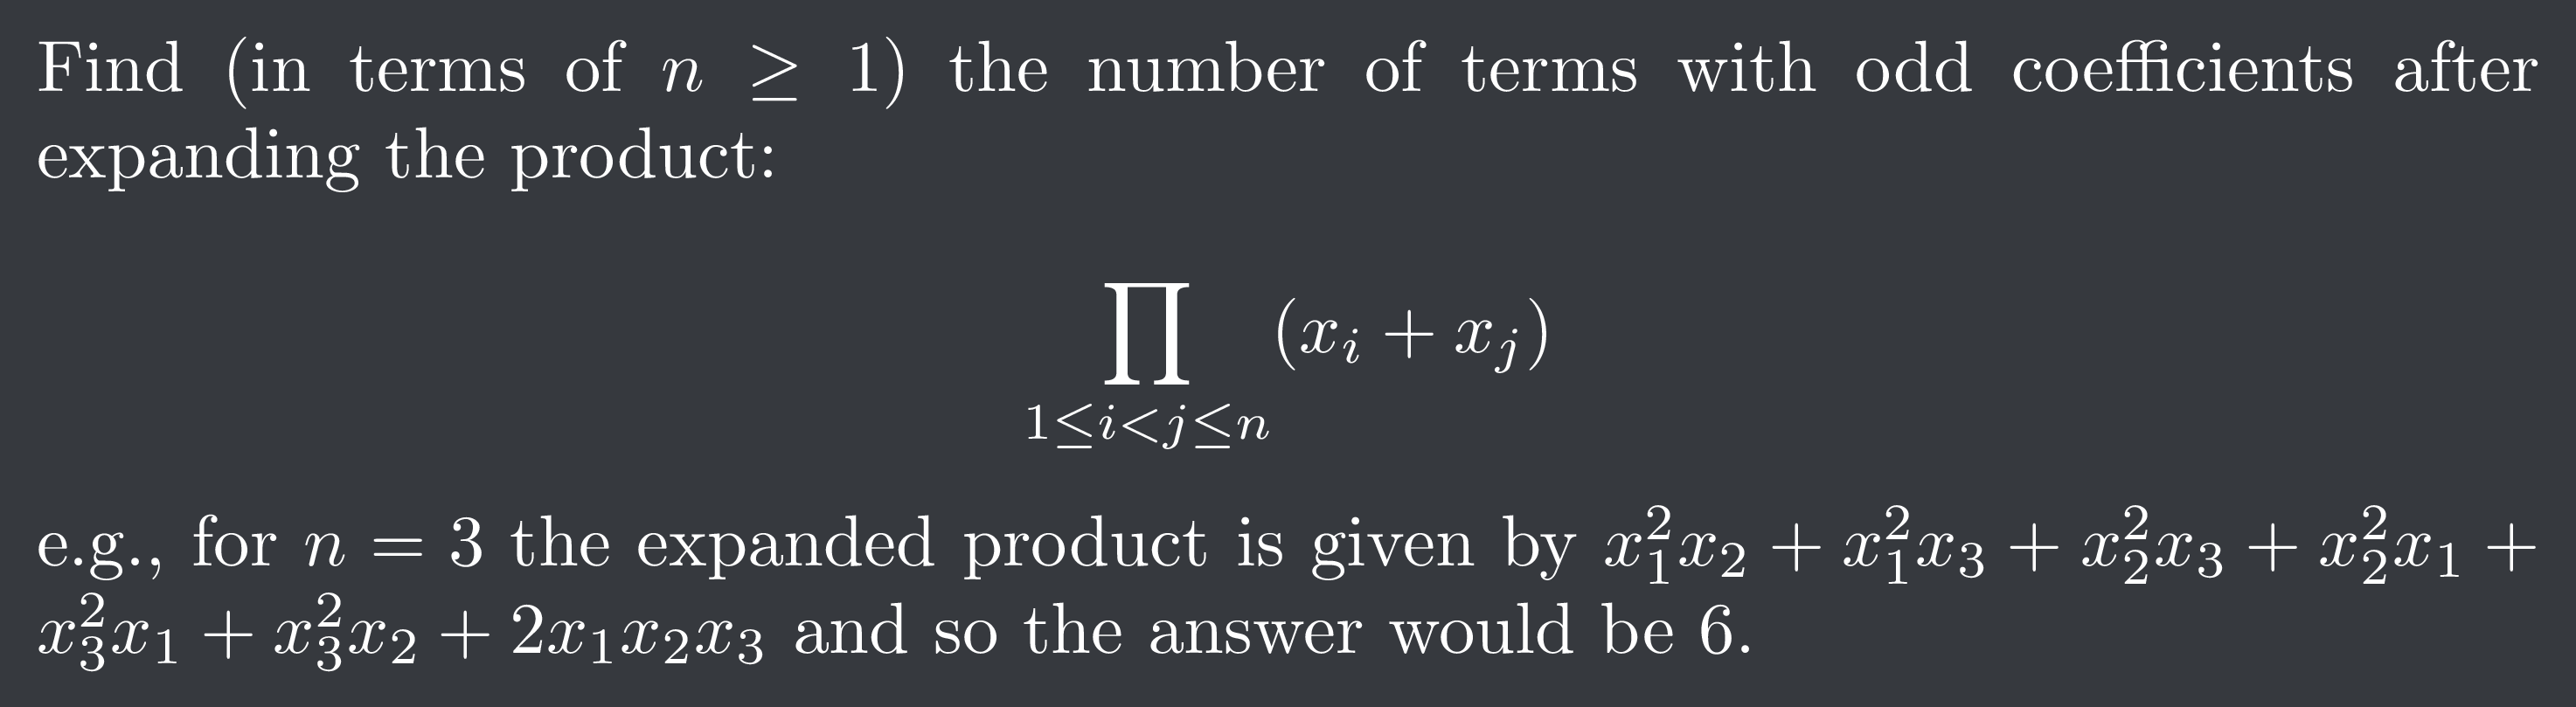 Find (in terms of n ≥ 1) the number of terms with odd coefficients after
expanding the product:
∏ (x_i + x_j)
1≤i<j≤n
e.g., for n = 3 the expanded product is given by x_1^2x_2 + x_1^2x_3 + x_2^2x_3 + x_2^2x_1 +
x_3^2x_1 + x_3^2x_2 + 2x_1x_2x_3 and so the answer would be 6.